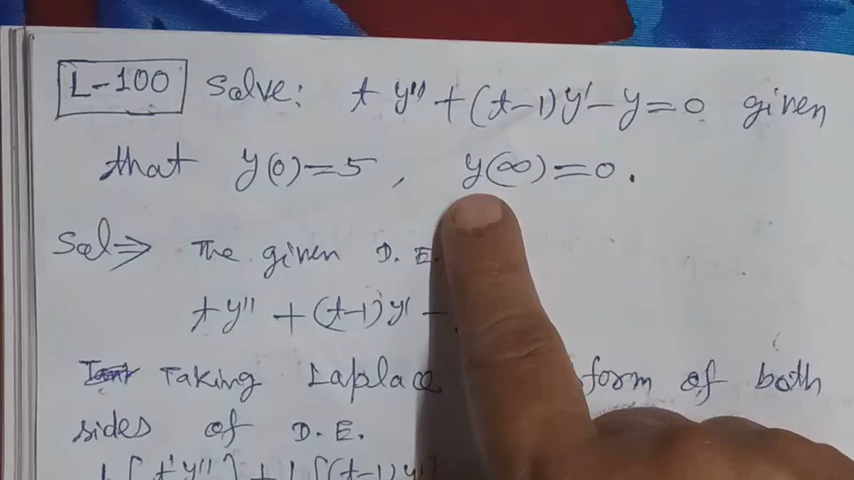 L-100 Solve: t y'' + (t-1)y' - y = 0 given
that y(0) = 5 , y(∞) = 0 .
Sol ⇒ The given D.E.
t y'' + (t-1) y' -
Taking Laplace form of both
sides of D.E.
L[t y''] + L[(t-1) y']